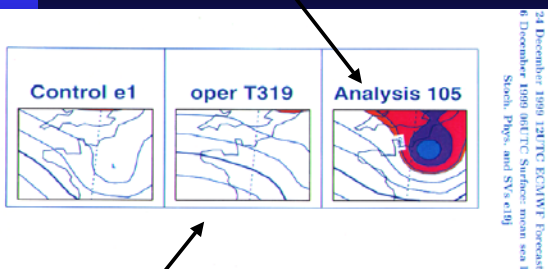 Control e1
oper T319
Analysis 105
24 December 1999 12UTC ECMWF Forecast
6 December 1999 06UTC Surface: mean sea
Stoch. Phys. and SVs e19j